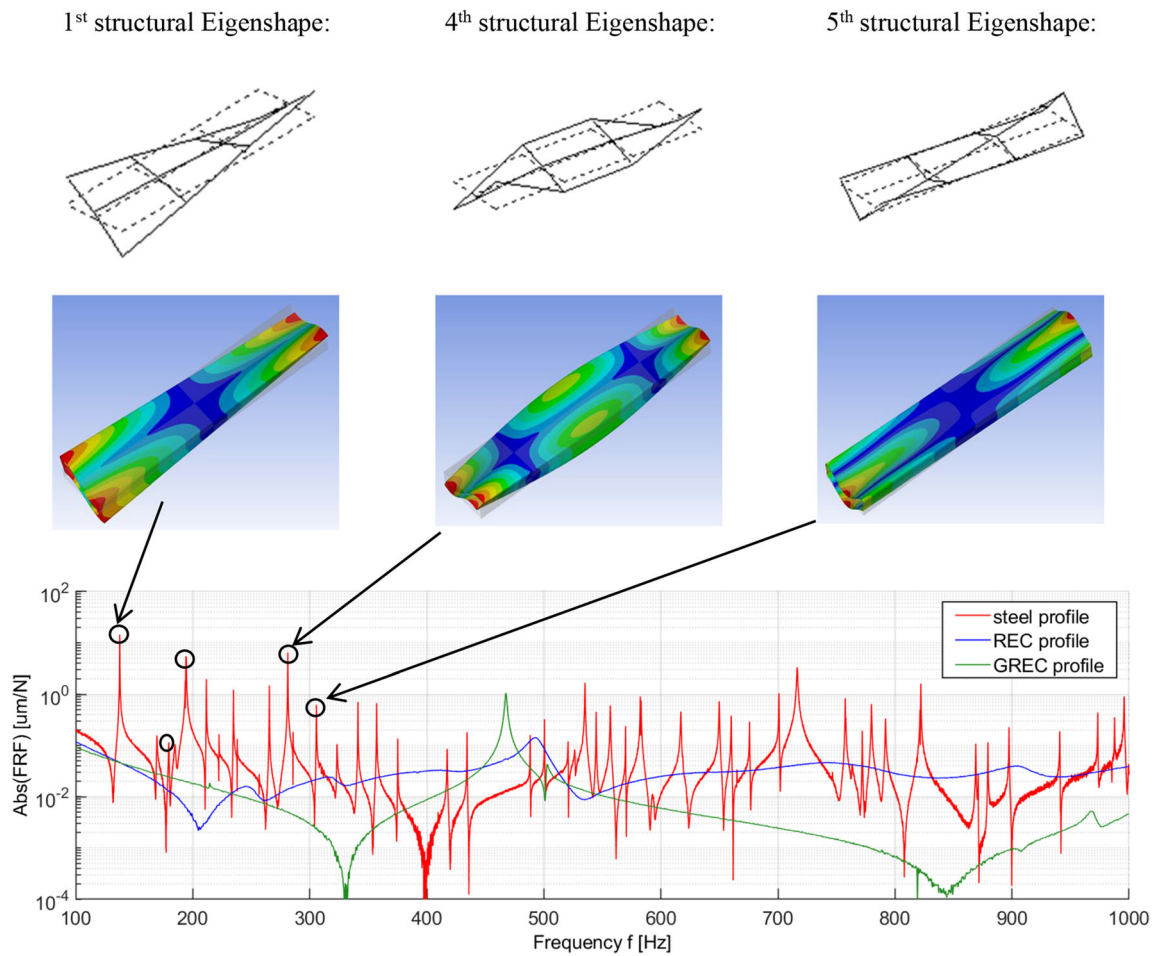 1st structural Eigenshape: 4th structural Eigenshape: 5th structural Eigenshape:
10^2
10^0
10^-2
10^-4
Abs(FRF) [um/N]
steel profile
REC profile
GREC profile
100 200 300 400 500 600 700 800 900 1000
Frequency f [Hz]